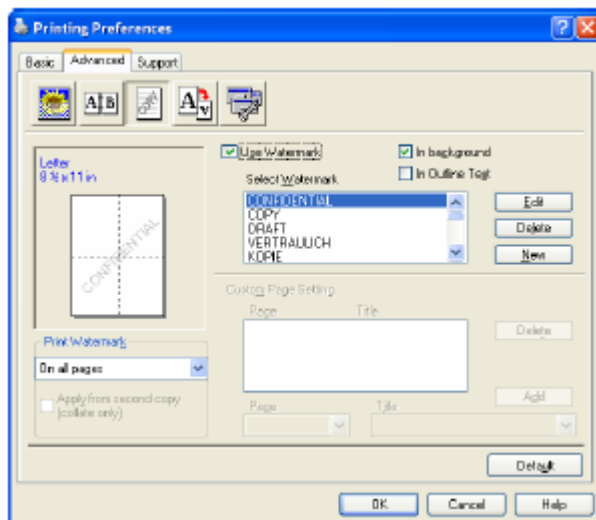 Printing Preferences
Basic Advanced Support
A B
A v
Letter
8 ½ x 11 in
CONFIDENTIAL
Use Watermark
In background
In Outline Text
Select Watermark
CONFIDENTIAL
COPY
DRAFT
VERTRAULICH
KOPIE
Edit
Delete
New
Print Watermark
On all pages
Apply from second copy
(collate only)
Custom Page Setting
Page Title
Delete
Add
Page Title
Default
OK Cancel Help